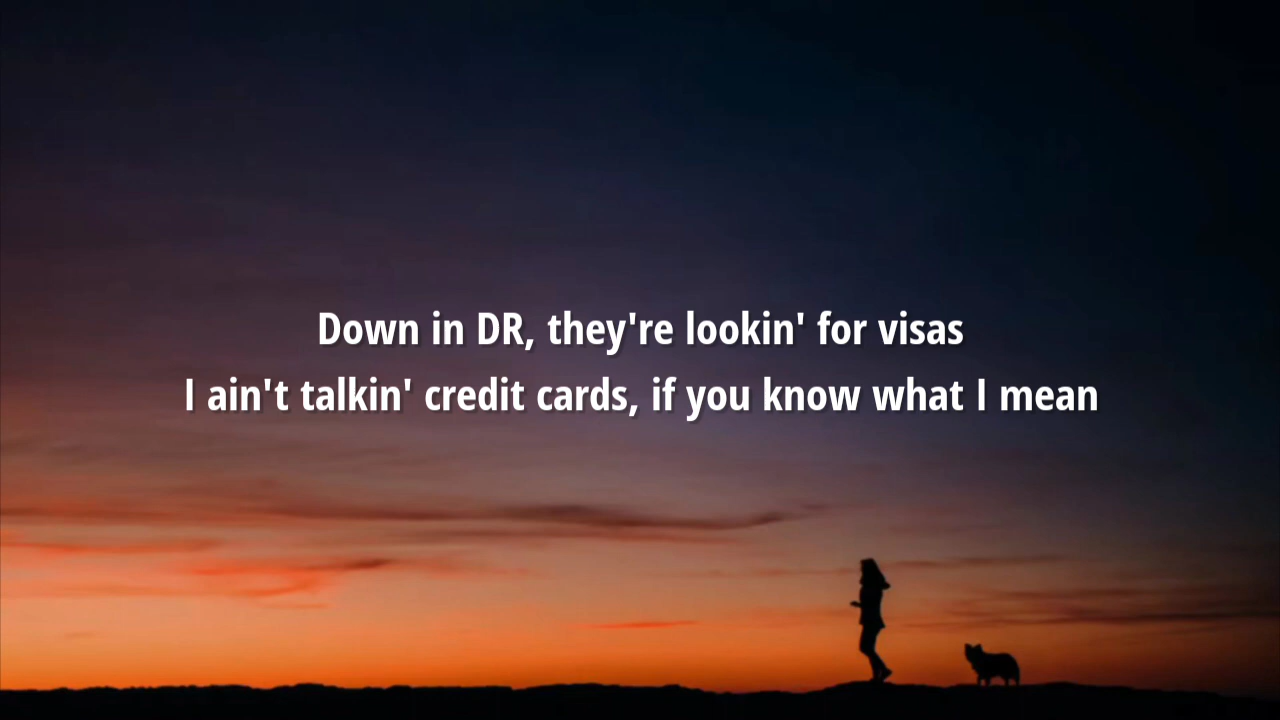 Down in DR, they're lookin' for visas
I ain't talkin' credit cards, if you know what I mean